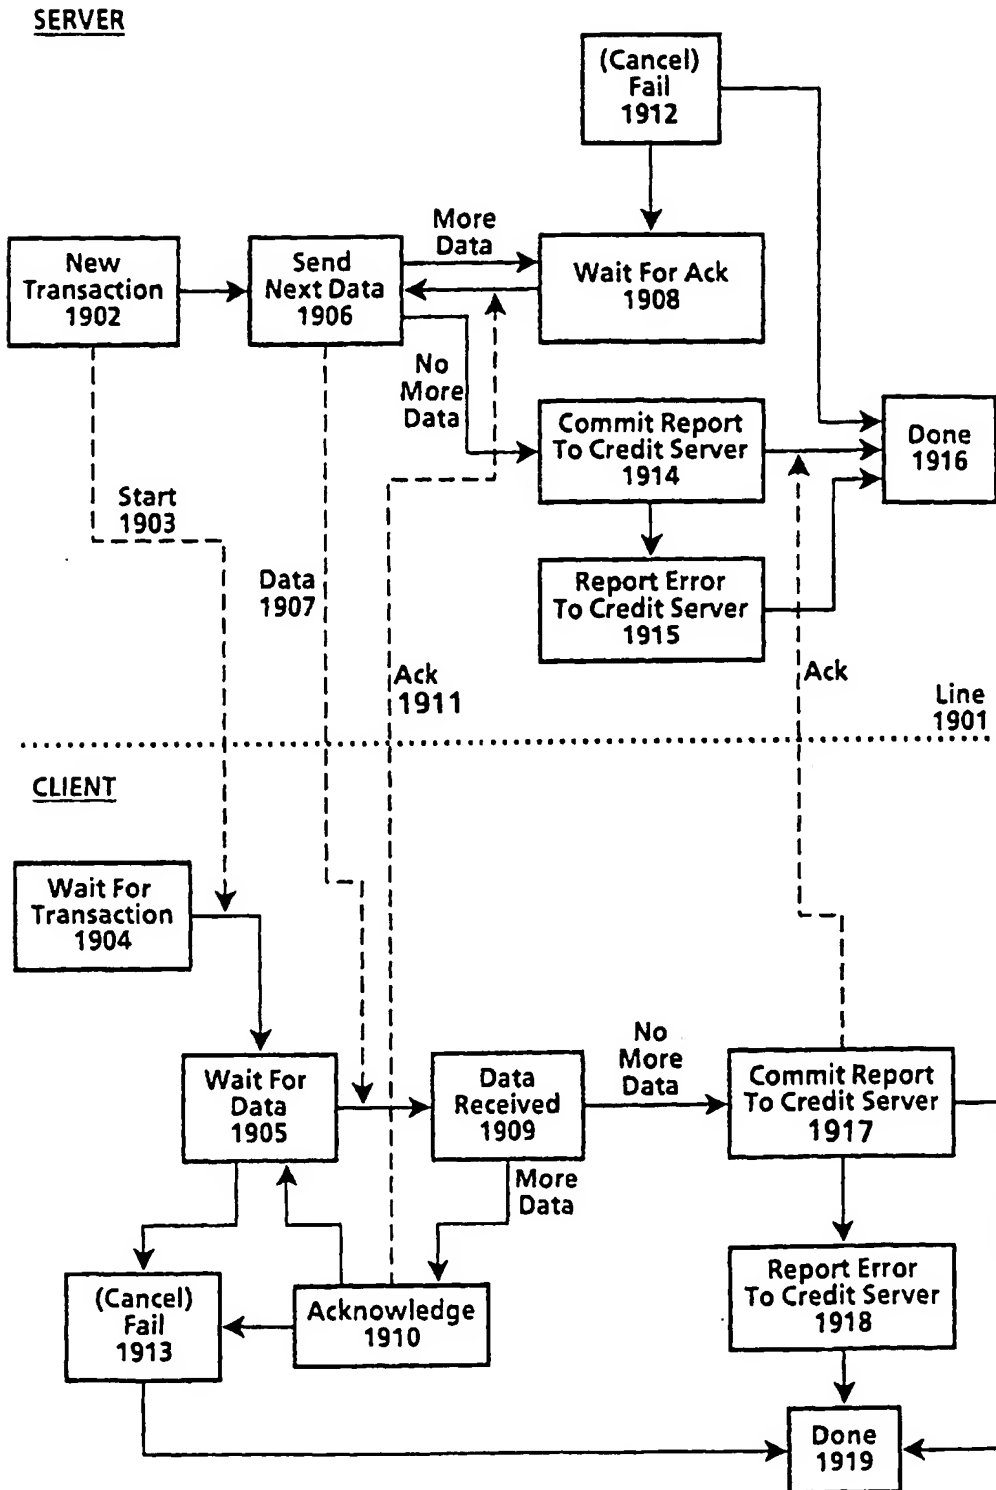 SERVER
(Cancel)
Fail
1912
New
Transaction
1902
Send
Next Data
1906
More
Data
Wait For Ack
1908
No
More
Data
Commit Report
To Credit Server
1914
Done
1916
Start
1903
Data
1907
Report Error
To Credit Server
1915
Ack
1911
Ack
Line
1901
CLIENT
Wait For
Transaction
1904
Wait For
Data
1905
Data
Received
1909
No
More
Data
Commit Report
To Credit Server
1917
More
Data
(Cancel)
Fail
1913
Acknowledge
1910
Report Error
To Credit Server
1918
Done
1919